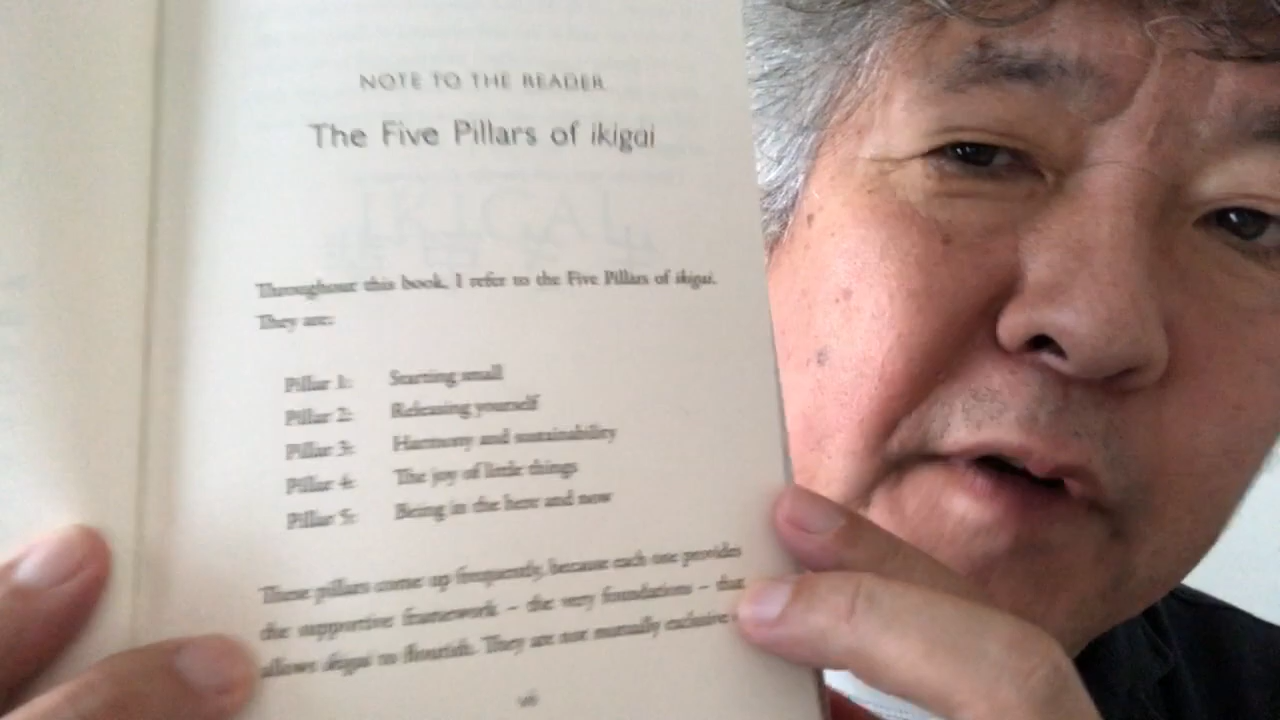 NOTE TO THE READER
The Five Pillars of ikigai
Throughout this book, I refer to the Five Pillars of ikigai.
They are:
Pillar 1: Starting small
Pillar 2: Releasing yourself
Pillar 3: Harmony and sustainability
Pillar 4: The joy of little things
Pillar 5: Being in the here and now
These pillars come up frequently, because each one provides
the supportive framework – the very foundations – that
allows ikigai to flourish. They are not mutually exclusive